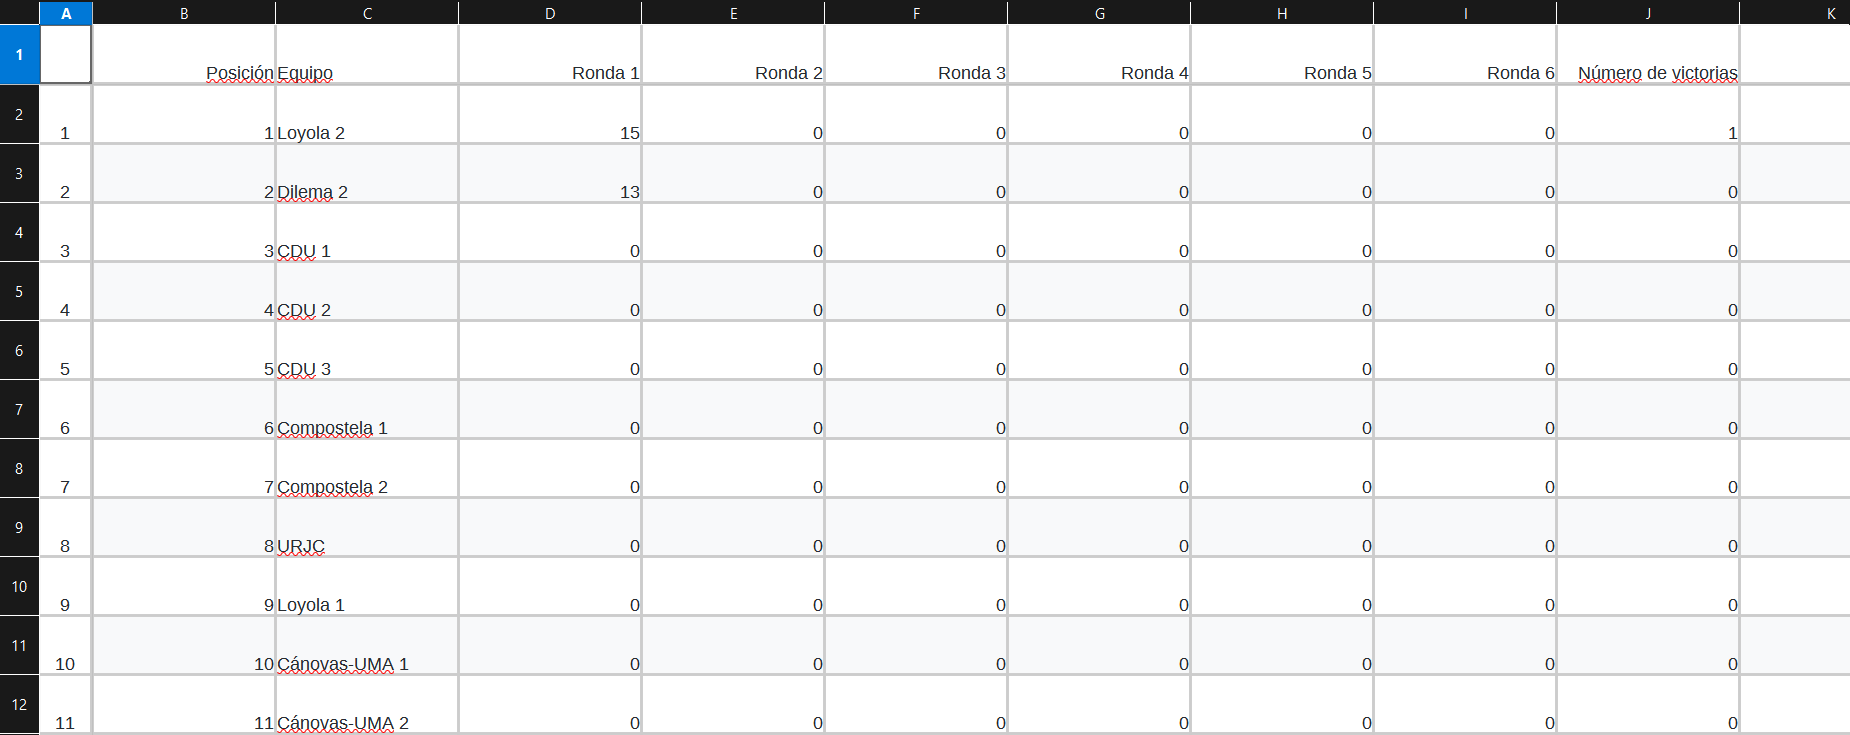 A B C D E F G H I J K
1 Posición Equipo Ronda 1 Ronda 2 Ronda 3 Ronda 4 Ronda 5 Ronda 6 Número de victorias
2 1 1 Loyola 2 15 0 0 0 0 0 1
3 2 2 Dilema 2 13 0 0 0 0 0 0
4 3 3 CDU 1 0 0 0 0 0 0 0
5 4 4 CDU 2 0 0 0 0 0 0 0
6 5 5 CDU 3 0 0 0 0 0 0 0
7 6 6 Compostela 1 0 0 0 0 0 0 0
8 7 7 Compostela 2 0 0 0 0 0 0 0
9 8 8 URJC 0 0 0 0 0 0 0
10 9 9 Loyola 1 0 0 0 0 0 0 0
11 10 10 Cánovas-UMA 1 0 0 0 0 0 0 0
12 11 11 Cánovas-UMA 2 0 0 0 0 0 0 0